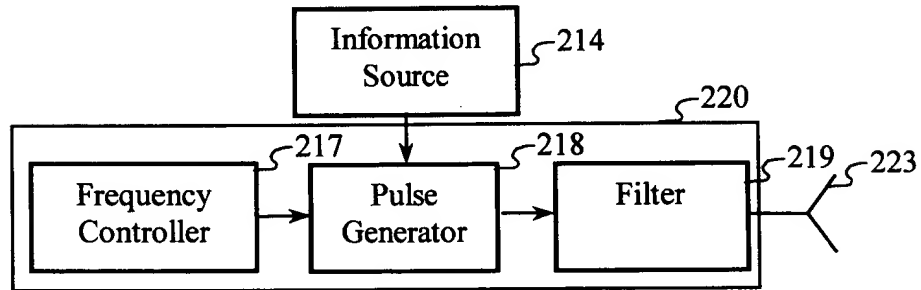 Information
Source
214
220
217
218
219
223
Frequency
Controller
Pulse
Generator
Filter